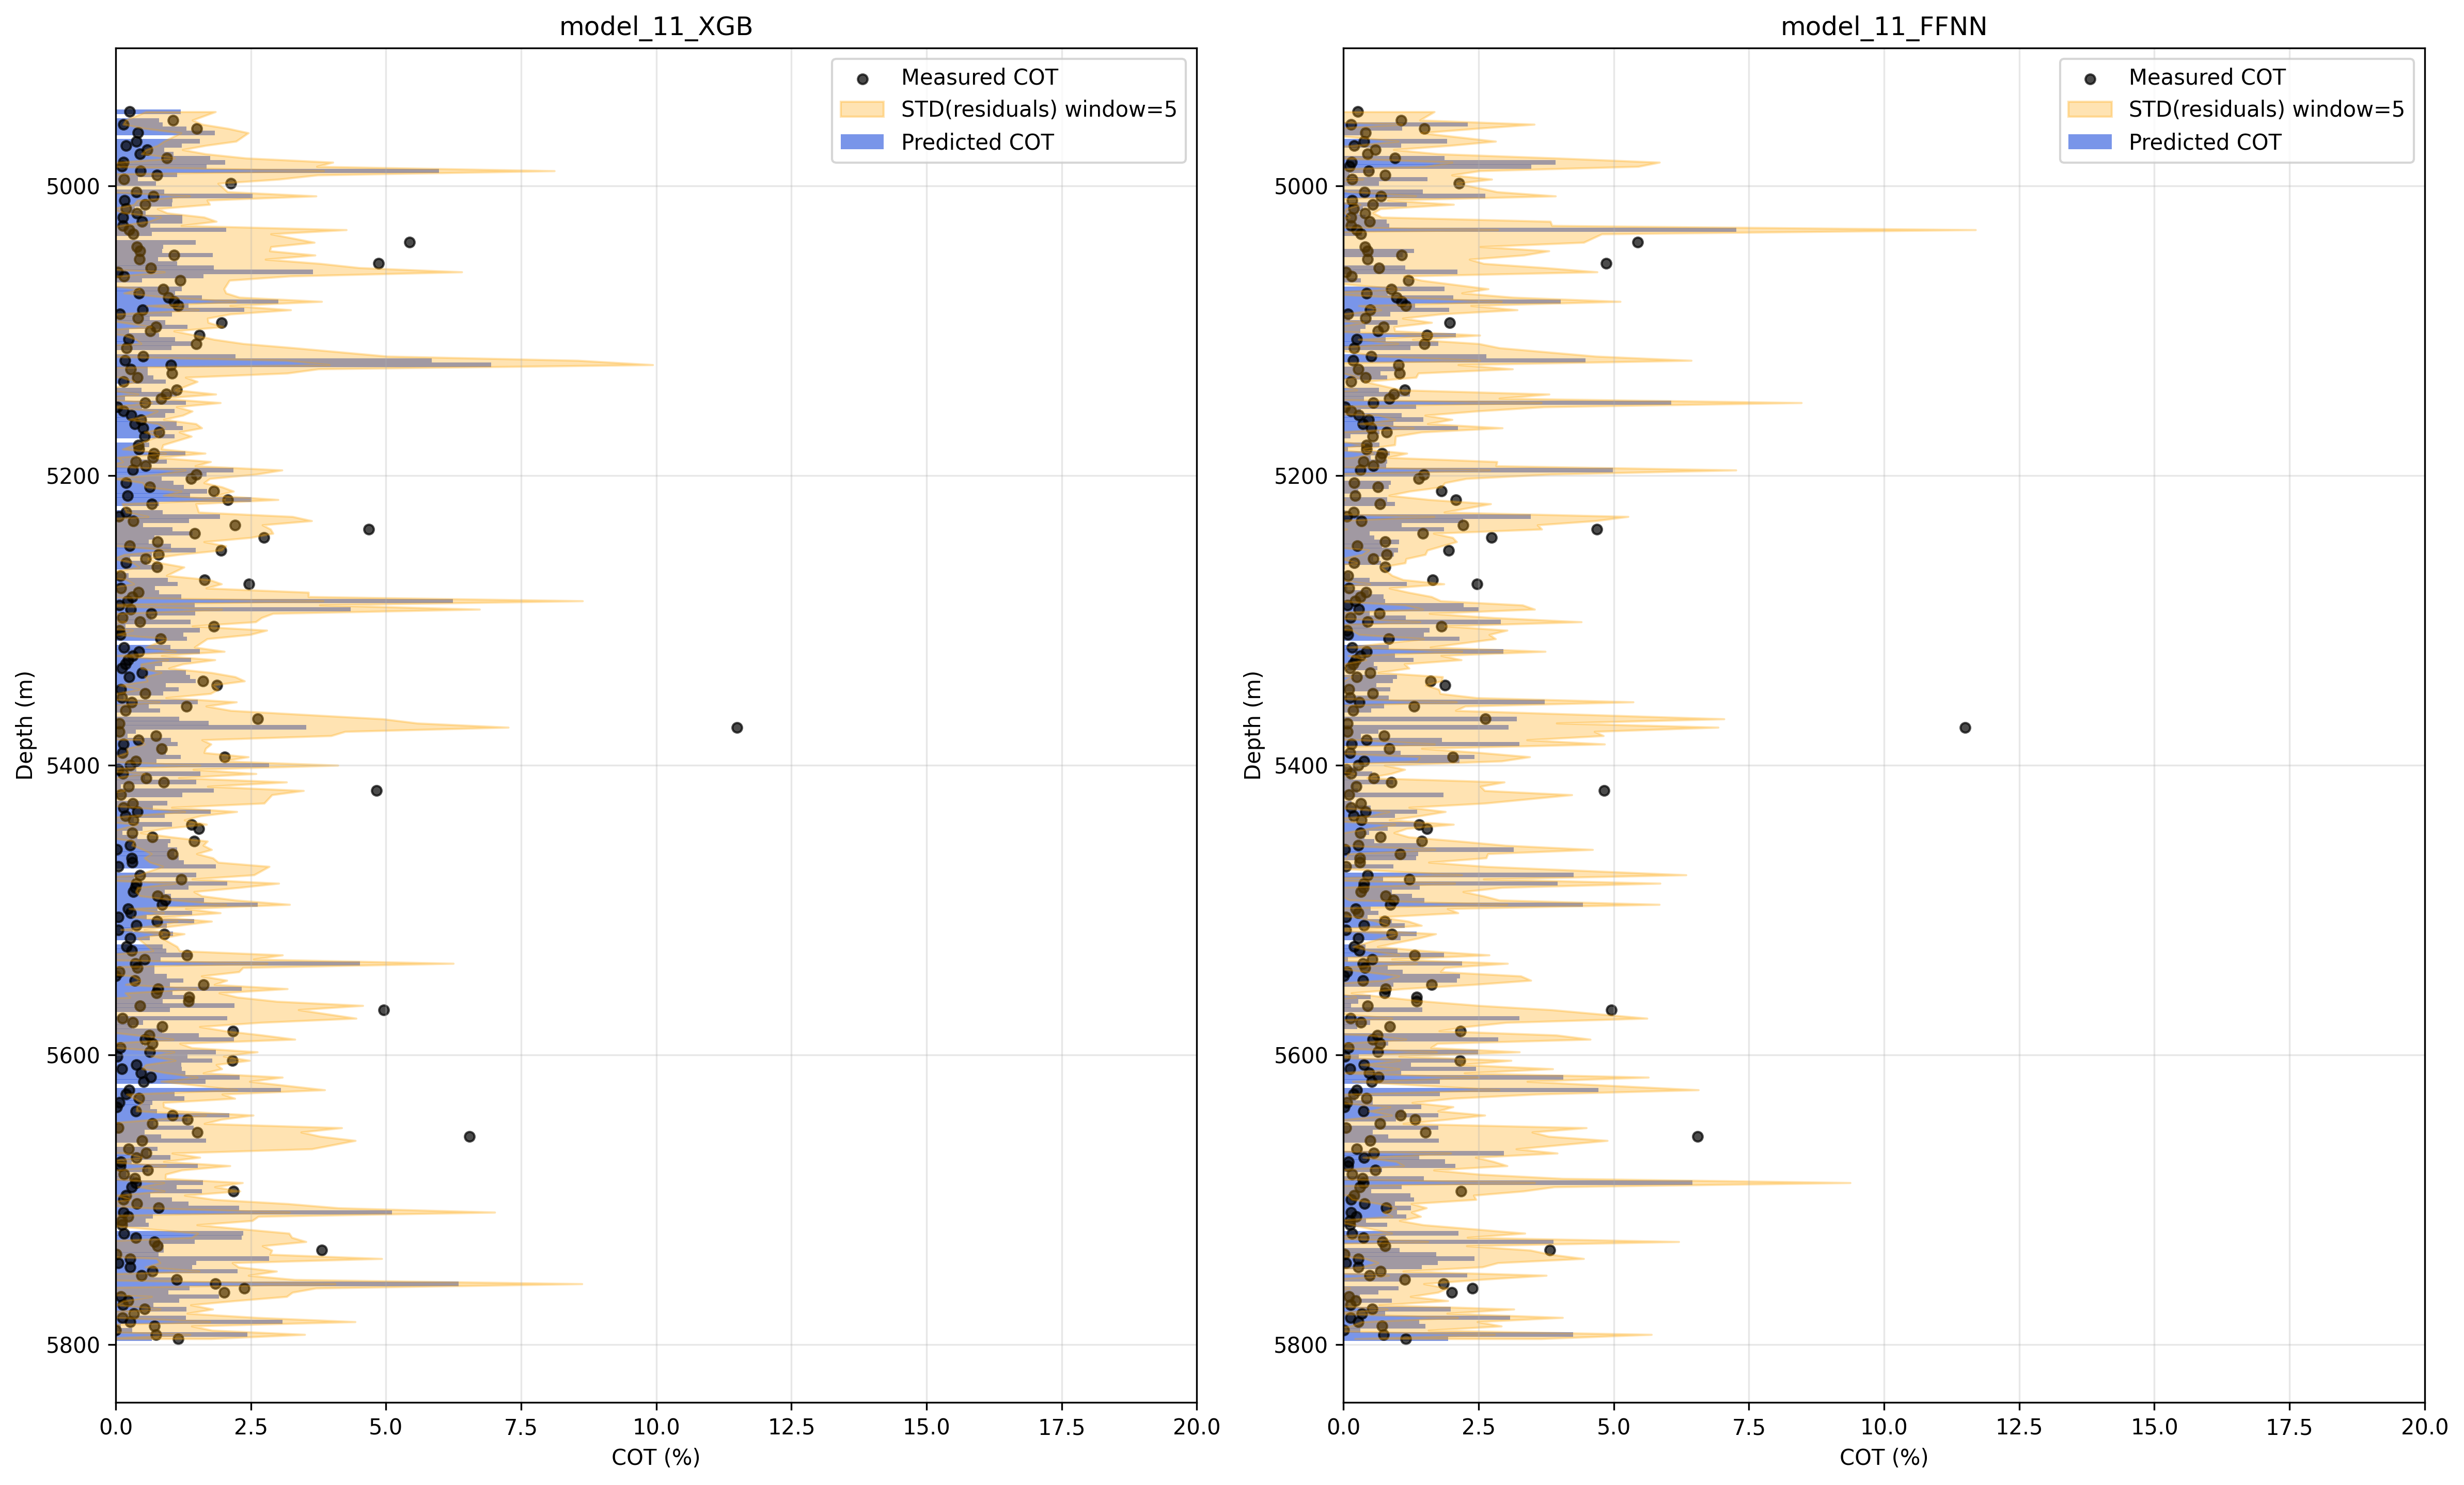 model_11_XGB
Measured COT
STD(residuals) window=5
Predicted COT
5000
5200
5400
5600
5800
Depth (m)
0.0
2.5
5.0
7.5
10.0
12.5
15.0
17.5
20.0
COT (%)
model_11_FFNN
Measured COT
STD(residuals) window=5
Predicted COT
5000
5200
5400
5600
5800
Depth (m)
0.0
2.5
5.0
7.5
10.0
12.5
15.0
17.5
20.0
COT (%)